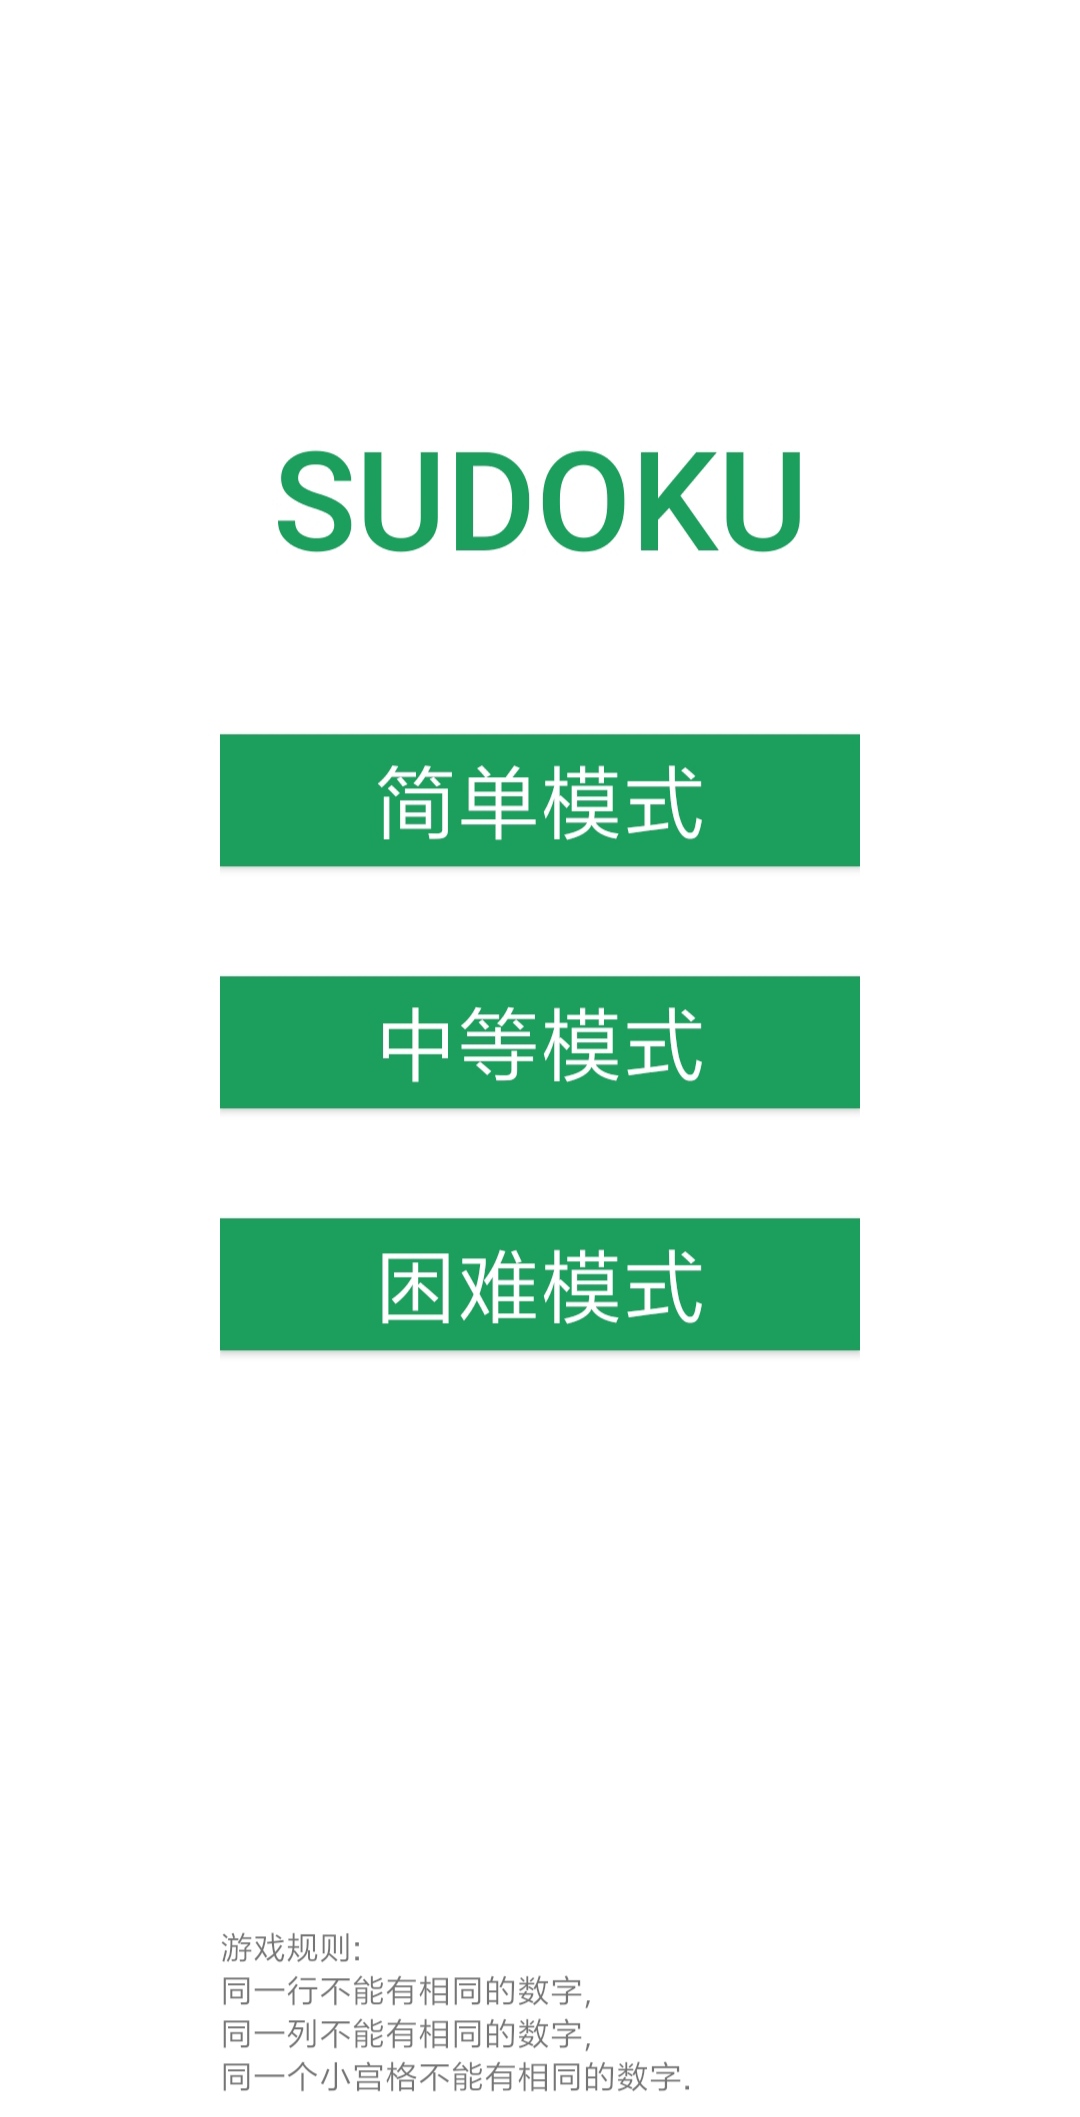 SUDOKU
简单模式
中等模式
困难模式
游戏规则:
同一行不能有相同的数字,
同一列不能有相同的数字,
同一个小宫格不能有相同的数字.